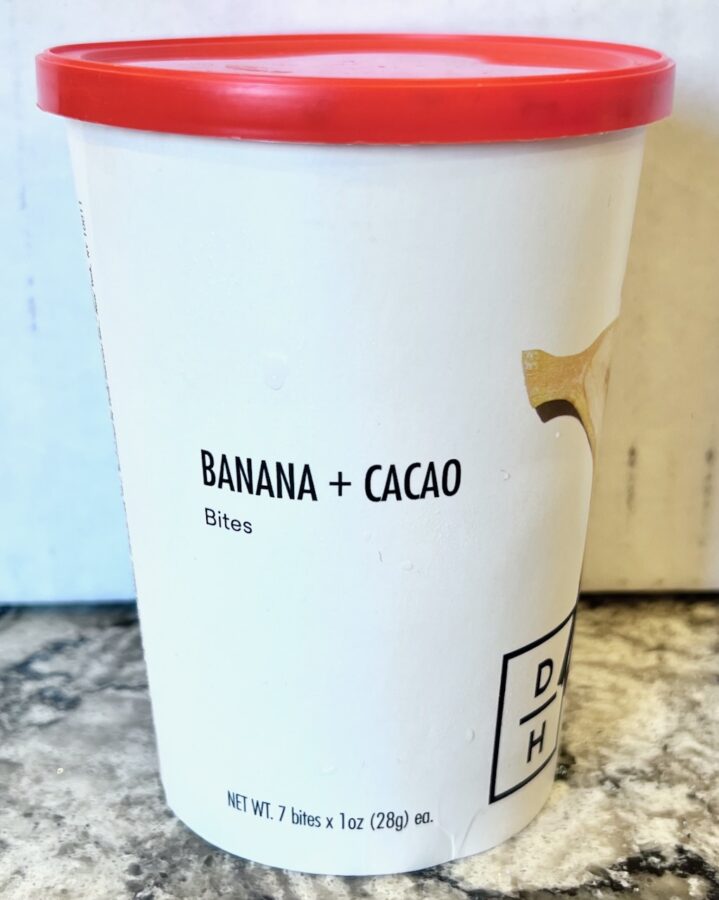 BANANA + CACAO
Bites
D
H
NET WT. 7 bites x 1oz (28g) ea.